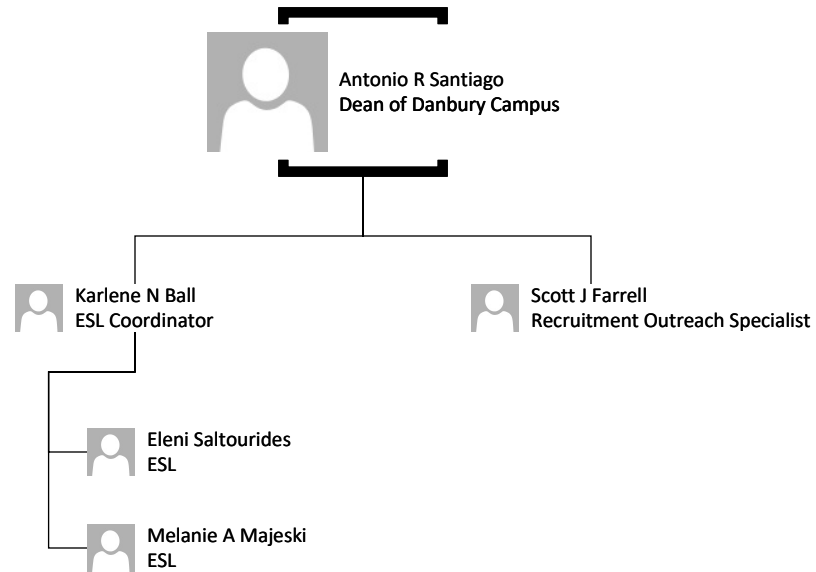 Antonio R Santiago
Dean of Danbury Campus
Karlene N Ball
ESL Coordinator
Scott J Farrell
Recruitment Outreach Specialist
Eleni Saltourides
ESL
Melanie A Majeski
ESL